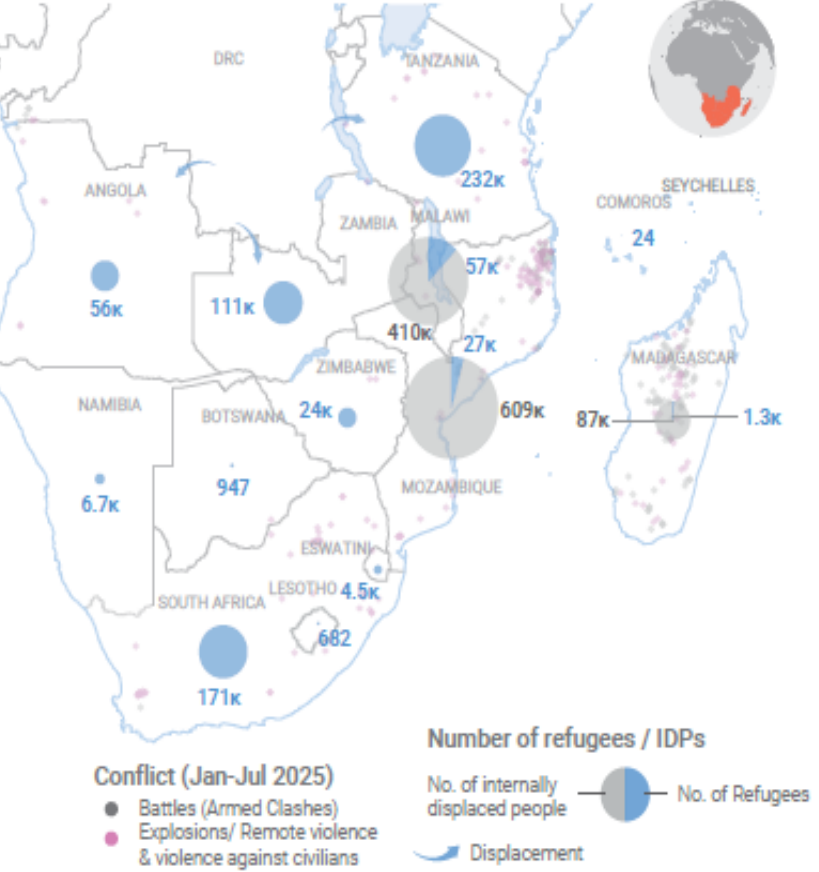 DRC
TANZANIA
232K
ANGOLA
SEYCHELLES
COMOROS
24
ZAMBIA
MALAWI
57K
56K
111K
410K
27K
ZIMBABWE
MADAGASCAR
NAMIBIA
BOTSWANA
24K
609K
87K
1.3K
947
MOZAMBIQUE
6.7K
ESWATINI
LESOTHO
4.5K
SOUTH AFRICA
682
171K
Number of refugees / IDPs
Conflict (Jan-Jul 2025)
No. of internally
displaced people
No. of Refugees
Battles (Armed Clashes)
Explosions/ Remote violence
& violence against civilians
Displacement